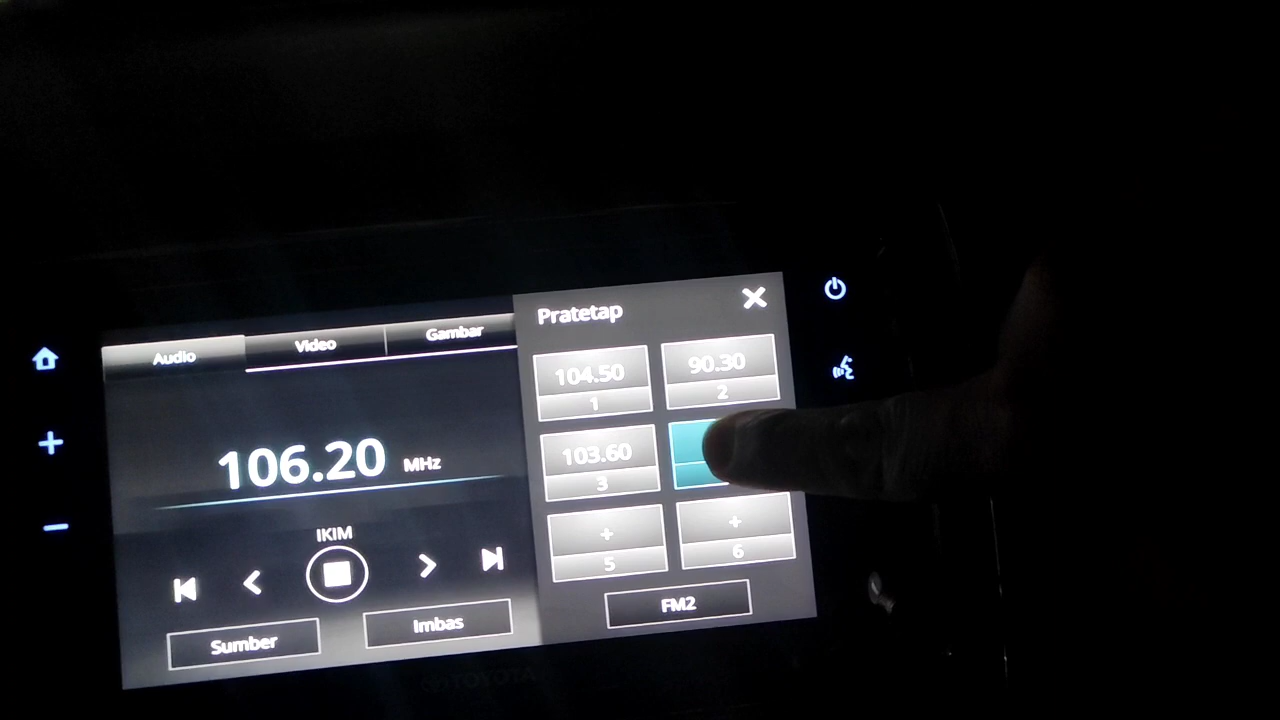 Audio
Video
Gambar
106.20 MHz
IKIM
Sumber
Imbas
Pratetap
104.50
1
90.30
2
103.60
3
+
5
+
6
FM2
TOYOTA